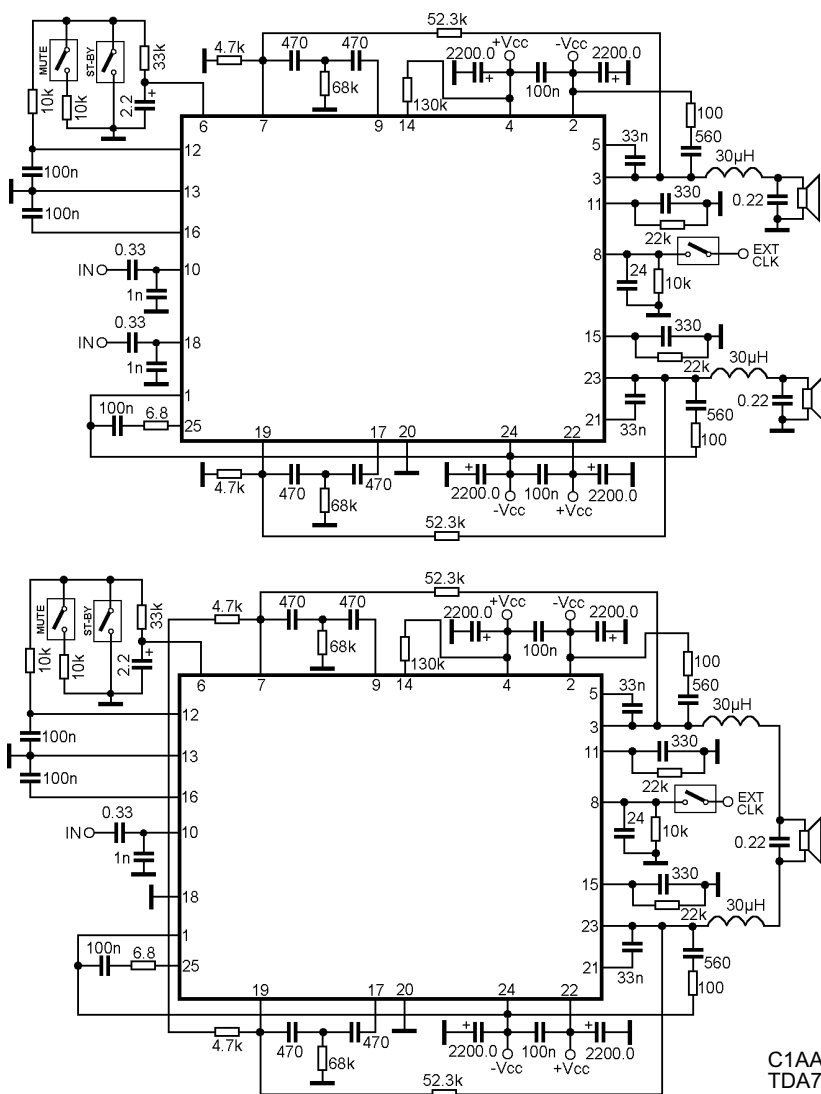 52.3k
+Vcc
-Vcc
4.7k
470
470
2200.0
2200.0
100n
MUTE
ST-BY
33k
68k
130k
100
10k
10k
2.2
+
6
7
9
14
4
2
5
33n
560
30µH
12
3
100n
13
11
330
0.22
100n
22k
16
0.33
8
EXT
CLK
IN
10
24
10k
1n
0.33
15
330
IN
18
22k
30µH
1n
23
1
0.22
100n
6.8
25
21
33n
560
100
19
17
20
24
22
4.7k
470
68k
470
2200.0
100n
2200.0
-Vcc
+Vcc
52.3k
52.3k
+Vcc
-Vcc
4.7k
470
470
2200.0
2200.0
100n
MUTE
ST-BY
33k
68k
130k
100
10k
10k
2.2
+
6
7
9
14
4
2
5
33n
560
30µH
12
3
100n
13
11
330
100n
22k
16
0.33
8
EXT
CLK
IN
10
24
10k
0.22
1n
15
330
18
22k
30µH
23
1
100n
6.8
25
21
33n
560
100
19
17
20
24
22
4.7k
470
68k
470
2200.0
100n
2200.0
-Vcc
+Vcc
52.3k
C1AA
TDA7